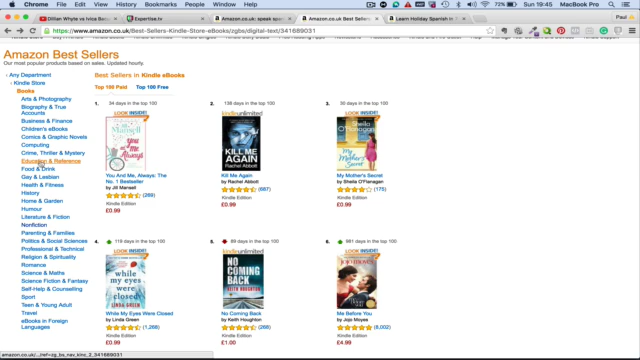 Chrome File Edit View History Bookmarks People Window Help
Sun 19:45 MacBook Pro
Dillian Whyte vs Ivica Bac
Expertise.tv
Amazon.co.uk: speak spa
Amazon.co.uk Best Sellers
Learn Holiday Spanish in
Paul
https://www.amazon.co.uk/Best-Sellers-Kindle-Store-eBooks/zgbs/digital-text/341689031
Amazon Best Sellers
Our most popular products based on sales. Updated hourly.
‹ Any Department
‹ Kindle Store
Books
Arts & Photography
Biography & True
Accounts
Business & Finance
Children's eBooks
Comics & Graphic Novels
Computing
Crime, Thriller & Mystery
Education & Reference
Food & Drink
Gay & Lesbian
Health & Fitness
History
Home & Garden
Humour
Literature & Fiction
Nonfiction
Parenting & Families
Politics & Social Sciences
Professional & Technical
Religion & Spirituality
Romance
Science & Maths
Science Fiction & Fantasy
Self-Help & Counselling
Sport
Teen & Young Adult
Travel
eBooks in Foreign
Languages
Best Sellers in Kindle eBooks
Top 100 Paid Top 100 Free
1. 34 days in the top 100
LOOK INSIDE!
Mansell
YOU & ME
Always
You And Me, Always: The
No. 1 Bestseller
by Jill Mansell
(269)
Kindle Edition
£0.99
2. 138 days in the top 100
kindleunlimited
KILL ME
AGAIN
Kill Me Again
by Rachel Abbott
(687)
Kindle Edition
£0.99
3. 30 days in the top 100
LOOK INSIDE!
Sheila
O'Flanagan
My
Mother's
Secret
My Mother's Secret
by Sheila O'Flanagan
(175)
Kindle Edition
£0.99
4. 119 days in the top 100
LOOK INSIDE!
while
my eyes
were
closed
While My Eyes Were Closed
by Linda Green
(1,268)
Kindle Edition
£0.99
5. 89 days in the top 100
kindleunlimited
NO
COMING
BACK
KEITH HOUGHTON
No Coming Back
by Keith Houghton
(268)
Kindle Edition
£1.00
6. 681 days in the top 100
LOOK INSIDE!
JOJO MOYES
ME
BEFORE
YOU
Me Before You
by Jojo Moyes
(6,002)
Kindle Edition
£4.99